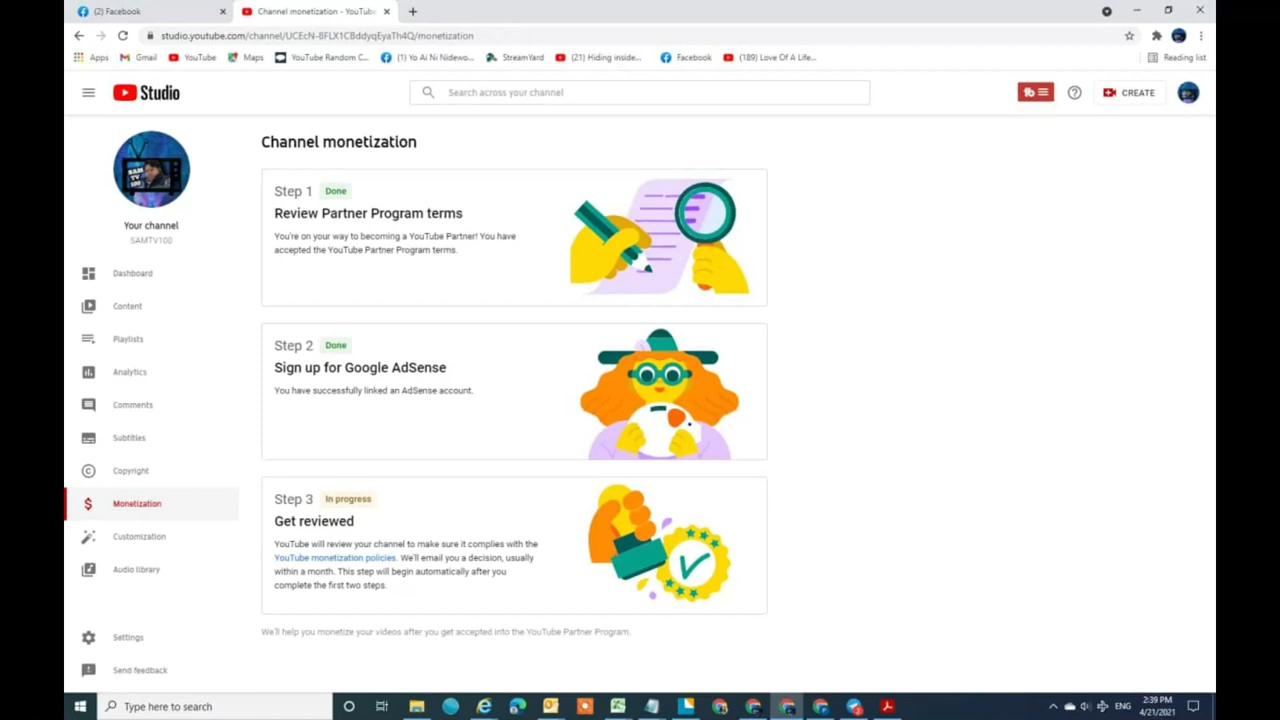 (2) Facebook
Channel monetization - YouTube
studio.youtube.com/channel/UCEcN-8FLX1CBddyqEyaTh4Q/monetization
Apps Gmail YouTube Maps YouTube Random C... (1) Yo Ai Ni Nidewo... StreamYard (21) Hiding inside... Facebook (189) Love Of A Life... Reading list
Studio
Search across your channel
CREATE
SAM
TV
100
Your channel
SAMTV100
Dashboard
Content
Playlists
Analytics
Comments
Subtitles
Copyright
Monetization
Customization
Audio library
Settings
Send feedback
Channel monetization
Step 1 Done
Review Partner Program terms
You're on your way to becoming a YouTube Partner! You have
accepted the YouTube Partner Program terms.
Step 2 Done
Sign up for Google AdSense
You have successfully linked an AdSense account.
Step 3 In progress
Get reviewed
YouTube will review your channel to make sure it complies with the
YouTube monetization policies. We'll email you a decision, usually
within a month. This step will begin automatically after you
complete the first two steps.
We'll help you monetize your videos after you get accepted into the YouTube Partner Program.
Type here to search
ENG
2:39 PM
4/21/2021